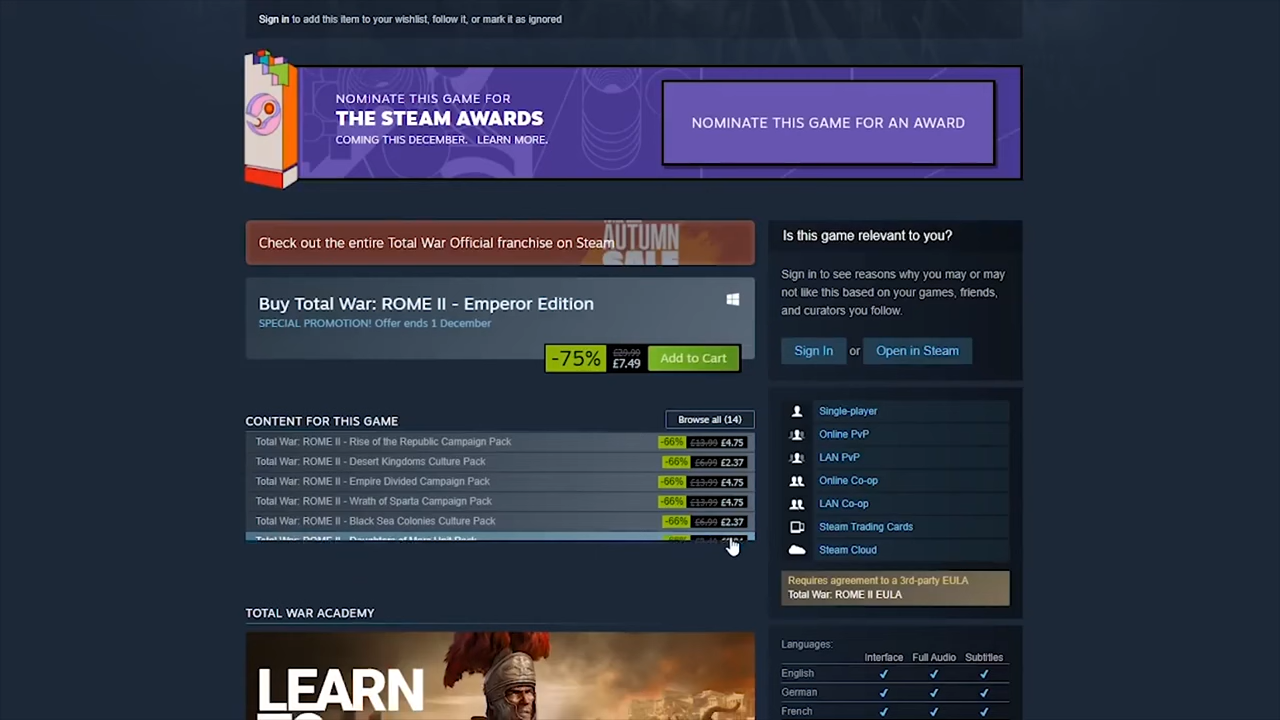 Sign in to add this item to your wishlist, follow it, or mark it as ignored
NOMINATE THIS GAME FOR
THE STEAM AWARDS
COMING THIS DECEMBER. LEARN MORE.
NOMINATE THIS GAME FOR AN AWARD
Check out the entire Total War Official franchise on Steam
AUTUMN
SALE
Buy Total War: ROME II - Emperor Edition
SPECIAL PROMOTION! Offer ends 1 December
-75%
£29.99
£7.49
Add to Cart
CONTENT FOR THIS GAME
Browse all (14)
Total War: ROME II - Rise of the Republic Campaign Pack -66% £13.99 £4.75
Total War: ROME II - Desert Kingdoms Culture Pack -66% £6.99 £2.37
Total War: ROME II - Empire Divided Campaign Pack -66% £13.99 £4.75
Total War: ROME II - Wrath of Sparta Campaign Pack -66% £13.99 £4.75
Total War: ROME II - Black Sea Colonies Culture Pack -66% £6.99 £2.37
Total War: ROME II - Daughters of Mars Unit Pack
TOTAL WAR ACADEMY
LEARN
Is this game relevant to you?
Sign in to see reasons why you may or may
not like this based on your games, friends,
and curators you follow.
Sign In or Open in Steam
Single-player
Online PvP
LAN PvP
Online Co-op
LAN Co-op
Steam Trading Cards
Steam Cloud
Requires agreement to a 3rd-party EULA
Total War: ROME II EULA
Languages:
Interface Full Audio Subtitles
English ✓ ✓ ✓
German ✓ ✓ ✓
French ✓ ✓ ✓